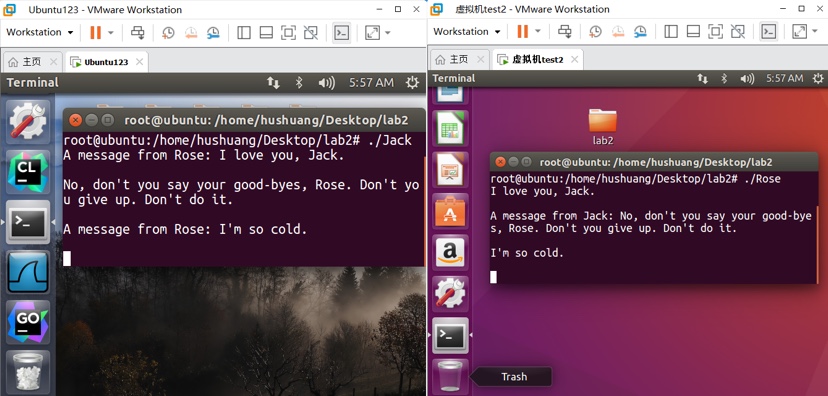 Ubuntu123 - VMware Workstation
Workstation
主页
Ubuntu123
Terminal
5:57 AM
root@ubuntu: /home/hushuang/Desktop/lab2
root@ubuntu:/home/hushuang/Desktop/lab2# ./Jack
A message from Rose: I love you, Jack.
No, don't you say your good-byes, Rose. Don't yo
u give up. Don't do it.
A message from Rose: I'm so cold.
CL
GO
虚拟机test2 - VMware Workstation
Workstation
主页
虚拟机test2
Terminal
5:57 AM
lab2
root@ubuntu: /home/hushuang/Desktop/lab2
root@ubuntu:/home/hushuang/Desktop/lab2# ./Rose
I love you, Jack.
A message from Jack: No, don't you say your good-bye
s, Rose. Don't you give up. Don't do it.
I'm so cold.
a
Trash